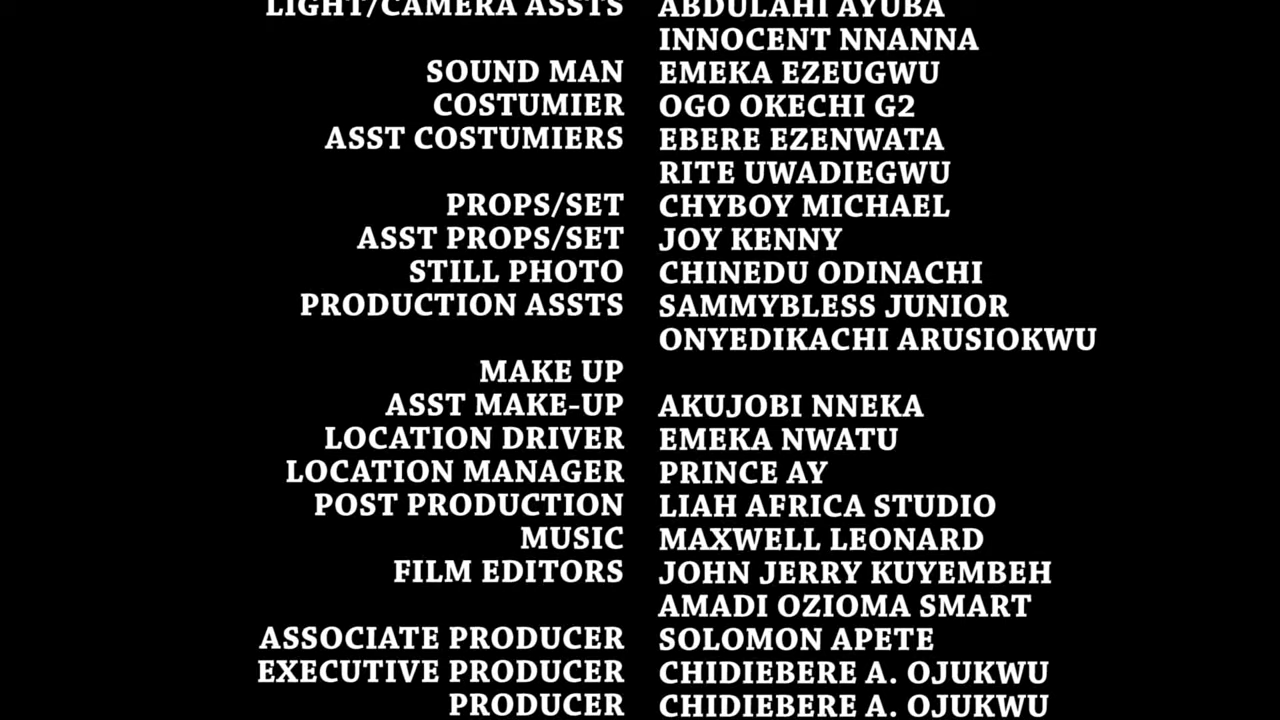 LIGHT/CAMERA ASSTS ABDULAHI AYUBA
INNOCENT NNANNA
SOUND MAN EMEKA EZEUGWU
COSTUMIER OGO OKECHI G2
ASST COSTUMIERS EBERE EZENWATA
RITE UWADIEGWU
PROPS/SET CHYBOY MICHAEL
ASST PROPS/SET JOY KENNY
STILL PHOTO CHINEDU ODINACHI
PRODUCTION ASSTS SAMMYBLESS JUNIOR
ONYEDIKACHI ARUSIOKWU
MAKE UP
ASST MAKE-UP AKUJOBI NNEKA
LOCATION DRIVER EMEKA NWATU
LOCATION MANAGER PRINCE AY
POST PRODUCTION LIAH AFRICA STUDIO
MUSIC MAXWELL LEONARD
FILM EDITORS JOHN JERRY KUYEMBEH
AMADI OZIOMA SMART
ASSOCIATE PRODUCER SOLOMON APETE
EXECUTIVE PRODUCER CHIDIEBERE A. OJUKWU
PRODUCER CHIDIEBERE A. OJUKWU